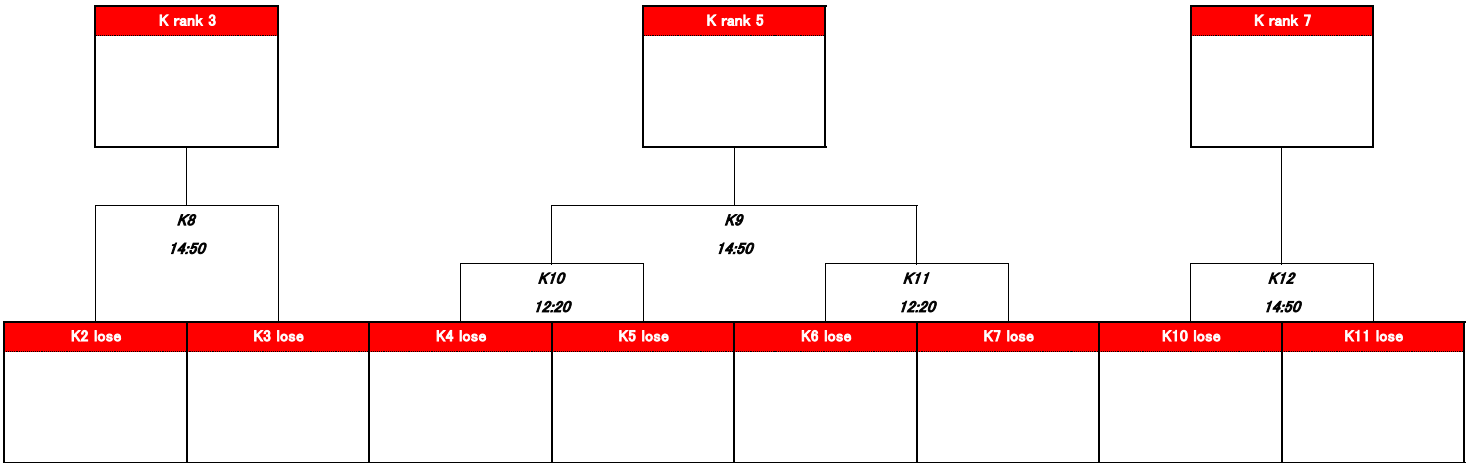 K rank 3
K rank 5
K rank 7
K8
14:50
K9
14:50
K10
12:20
K11
12:20
K12
14:50
K2 lose
K3 lose
K4 lose
K5 lose
K6 lose
K7 lose
K10 lose
K11 lose